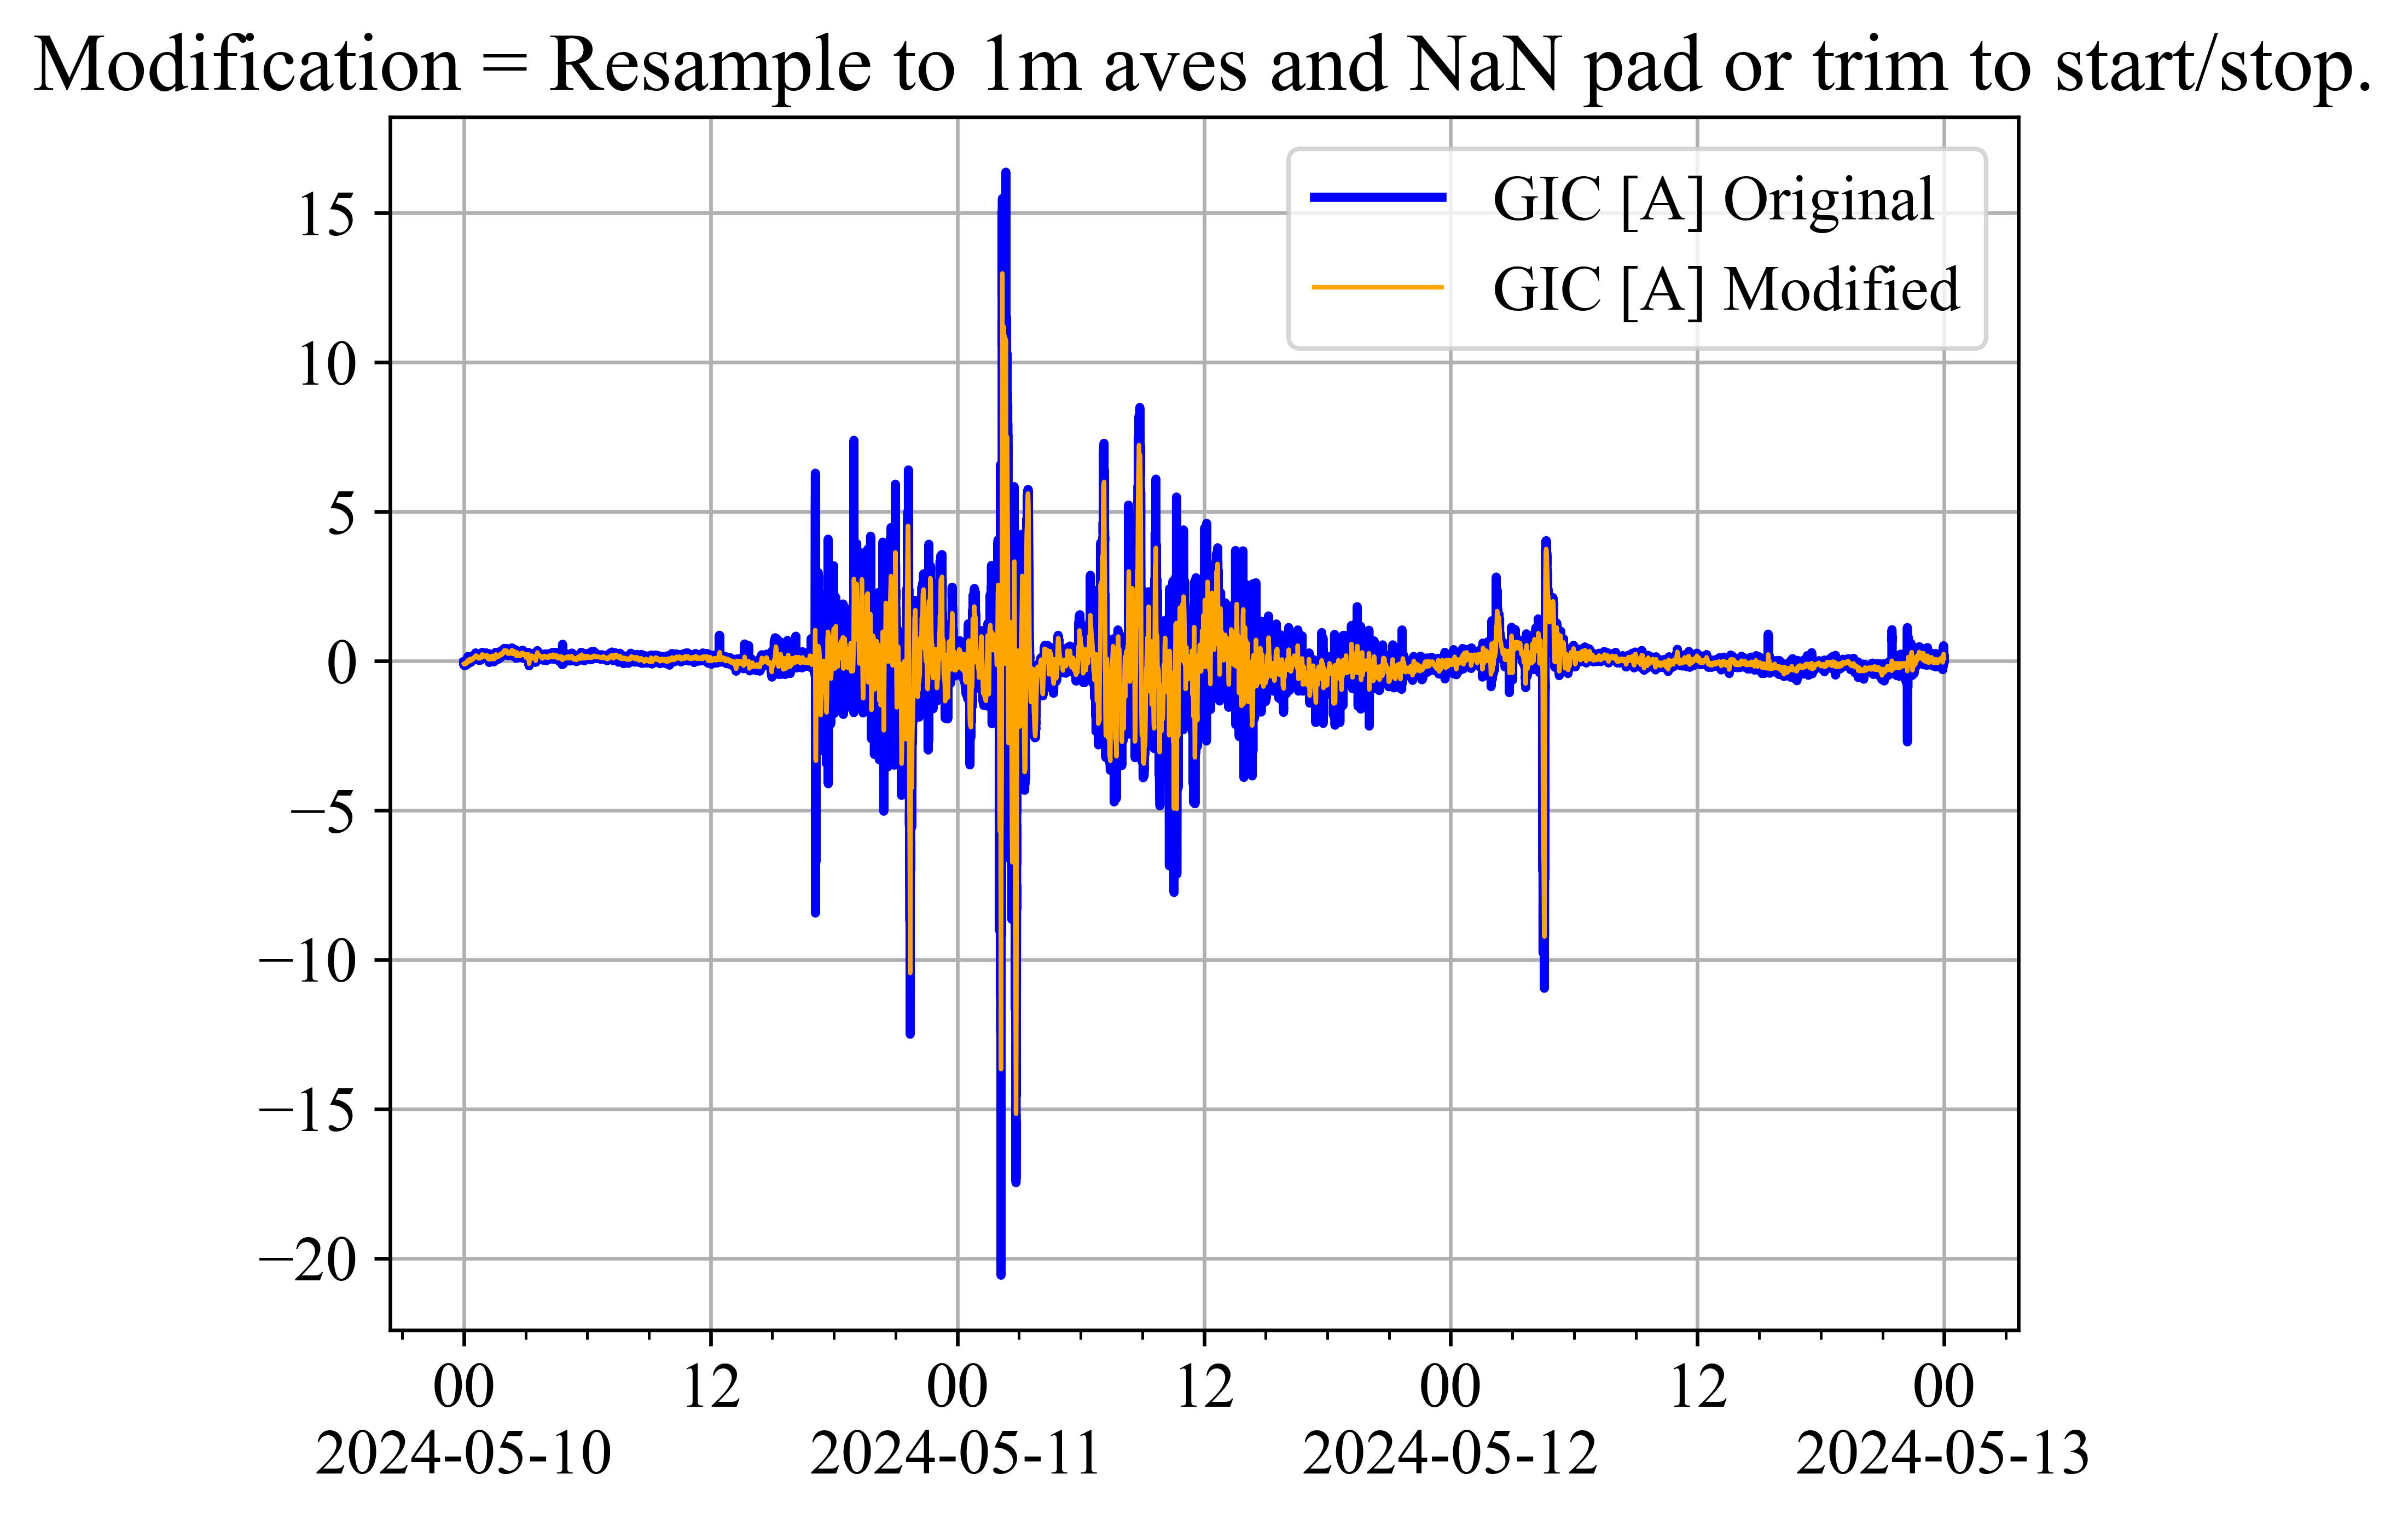 Modification = Resample to 1m aves and NaN pad or trim to start/stop.
GIC [A] Original
GIC [A] Modified
15
10
5
0
−5
−10
−15
−20
00 12 00 12 00 12 00
2024-05-10 2024-05-11 2024-05-12 2024-05-13